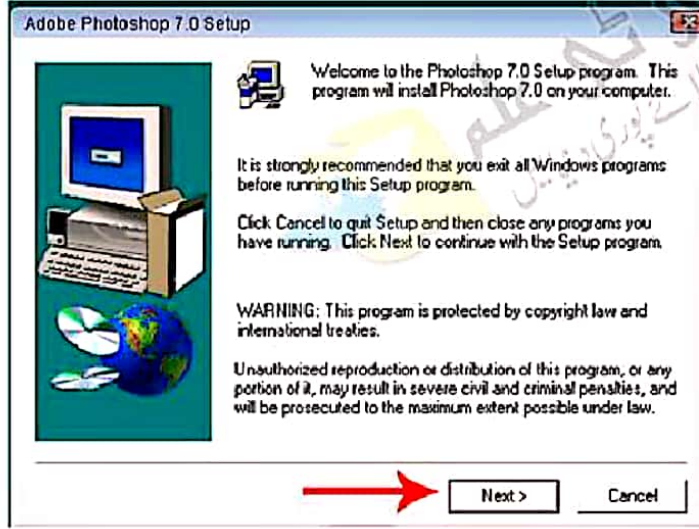 Adobe Photoshop 7.0 Setup
Welcome to the Photoshop 7.0 Setup program. This
program will install Photoshop 7.0 on your computer.
It is strongly recommended that you exit all Windows programs
before running this Setup program.
Click Cancel to quit Setup and then close any programs you
have running. Click Next to continue with the Setup program.
WARNING: This program is protected by copyright law and
international treaties.
Unauthorized reproduction or distribution of this program, or any
portion of it, may result in severe civil and criminal penalties, and
will be prosecuted to the maximum extent possible under law.
Next >
Cancel